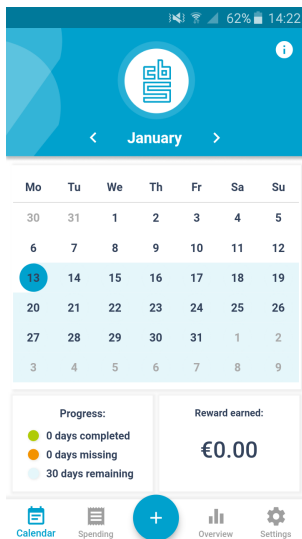 62% 14:22
cbs
January
Mo Tu We Th Fr Sa Su
30 31 1 2 3 4 5
6 7 8 9 10 11 12
13 14 15 16 17 18 19
20 21 22 23 24 25 26
27 28 29 30 31 1 2
3 4 5 6 7 8 9
Progress:
0 days completed
0 days missing
30 days remaining
Reward earned:
€0.00
Calendar Spending Overview Settings